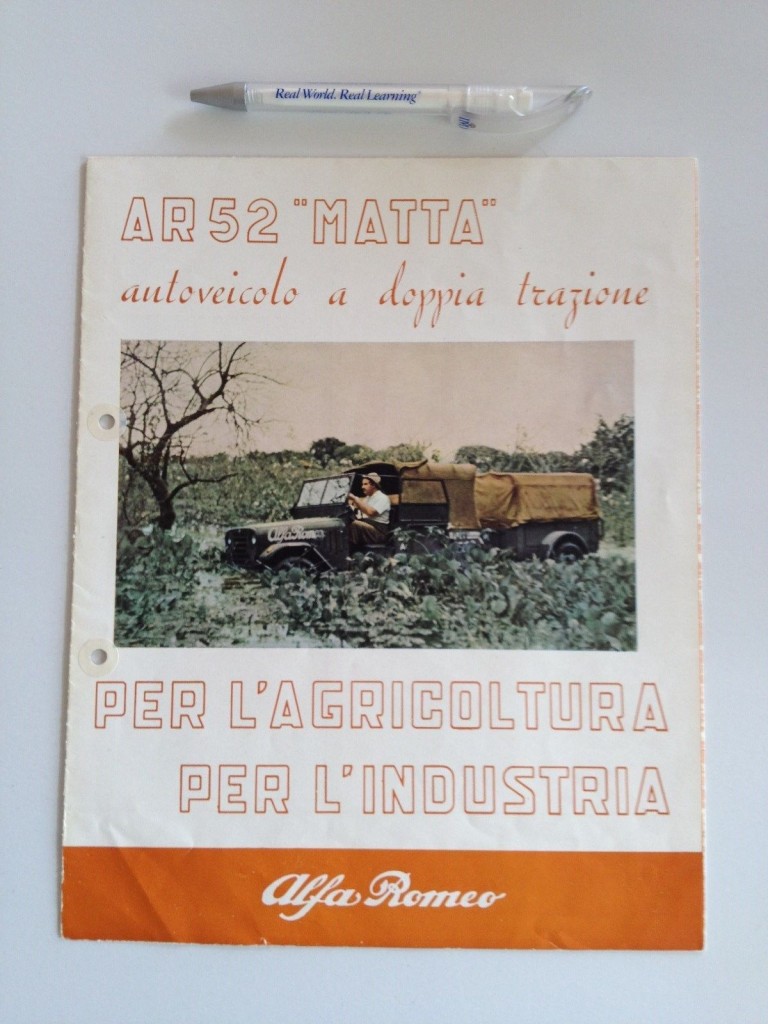 Real World. Real Learning
AR 52 "MATTA"
autoveicolo a doppia trazione
Alfa Romeo
PER L'AGRICOLTURA
PER L'INDUSTRIA
Alfa Romeo